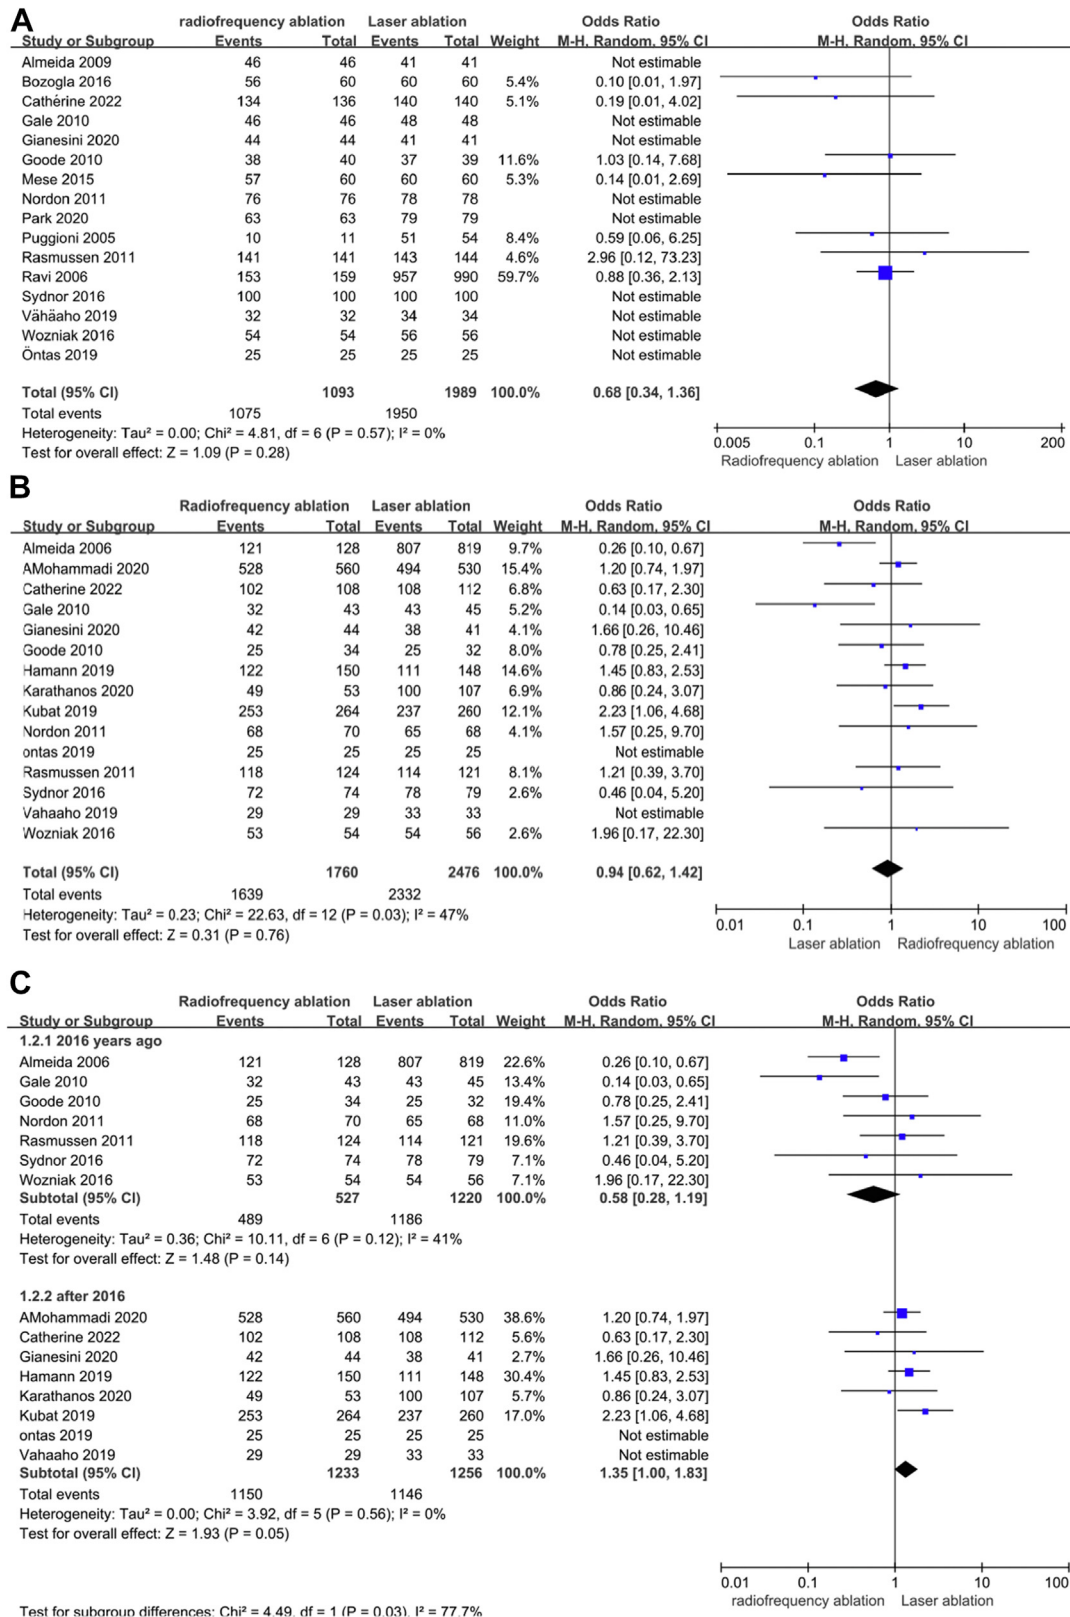 A
radiofrequency ablation Laser ablation Odds Ratio Odds Ratio
Study or Subgroup Events Total Events Total Weight M-H, Random, 95% CI M-H, Random, 95% CI
Almeida 2009 46 46 41 41 Not estimable
Bozogla 2016 56 60 60 60 5.4% 0.10 [0.01, 1.97]
Cathérine 2022 134 136 140 140 5.1% 0.19 [0.01, 4.02]
Gale 2010 46 46 48 48 Not estimable
Gianesini 2020 44 44 41 41 Not estimable
Goode 2010 38 40 37 39 11.6% 1.03 [0.14, 7.68]
Mese 2015 57 60 60 60 5.3% 0.14 [0.01, 2.69]
Nordon 2011 76 76 78 78 Not estimable
Park 2020 63 63 79 79 Not estimable
Puggioni 2005 10 11 51 54 8.4% 0.59 [0.06, 6.25]
Rasmussen 2011 141 141 143 144 4.6% 2.96 [0.12, 73.23]
Ravi 2006 153 159 957 990 59.7% 0.88 [0.36, 2.13]
Sydnor 2016 100 100 100 100 Not estimable
Vähäaho 2019 32 32 34 34 Not estimable
Wozniak 2016 54 54 56 56 Not estimable
Öntas 2019 25 25 25 25 Not estimable
Total (95% CI) 1093 1989 100.0% 0.68 [0.34, 1.36]
Total events 1075 1950
Heterogeneity: Tau² = 0.00; Chi² = 4.81, df = 6 (P = 0.57); I² = 0%
Test for overall effect: Z = 1.09 (P = 0.28)
0.005 0.1 1 10 200
Radiofrequency ablation Laser ablation
B
Radiofrequency ablation Laser ablation Odds Ratio Odds Ratio
Study or Subgroup Events Total Events Total Weight M-H, Random, 95% CI M-H, Random, 95% CI
Almeida 2006 121 128 807 819 9.7% 0.26 [0.10, 0.67]
AMohammadi 2020 528 560 494 530 15.4% 1.20 [0.74, 1.97]
Catherine 2022 102 108 108 112 6.8% 0.63 [0.17, 2.30]
Gale 2010 32 43 43 45 5.2% 0.14 [0.03, 0.65]
Gianesini 2020 42 44 38 41 4.1% 1.66 [0.26, 10.46]
Goode 2010 25 34 25 32 8.0% 0.78 [0.25, 2.41]
Hamann 2019 122 150 111 148 14.6% 1.45 [0.83, 2.53]
Karathanos 2020 49 53 100 107 6.9% 0.86 [0.24, 3.07]
Kubat 2019 253 264 237 260 12.1% 2.23 [1.06, 4.68]
Nordon 2011 68 70 65 68 4.1% 1.57 [0.25, 9.70]
ontas 2019 25 25 25 25 Not estimable
Rasmussen 2011 118 124 114 121 8.1% 1.21 [0.39, 3.70]
Sydnor 2016 72 74 78 79 2.6% 0.46 [0.04, 5.20]
Vahaaho 2019 29 29 33 33 Not estimable
Wozniak 2016 53 54 54 56 2.6% 1.96 [0.17, 22.30]
Total (95% CI) 1760 2476 100.0% 0.94 [0.62, 1.42]
Total events 1639 2332
Heterogeneity: Tau² = 0.23; Chi² = 22.63, df = 12 (P = 0.03); I² = 47%
Test for overall effect: Z = 0.31 (P = 0.76)
0.01 0.1 1 10 100
Laser ablation Radiofrequency ablation
C
Radiofrequency ablation Laser ablation Odds Ratio Odds Ratio
Study or Subgroup Events Total Events Total Weight M-H, Random, 95% CI M-H, Random, 95% CI
1.2.1 2016 years ago
Almeida 2006 121 128 807 819 22.6% 0.26 [0.10, 0.67]
Gale 2010 32 43 43 45 13.4% 0.14 [0.03, 0.65]
Goode 2010 25 34 25 32 19.4% 0.78 [0.25, 2.41]
Nordon 2011 68 70 65 68 11.0% 1.57 [0.25, 9.70]
Rasmussen 2011 118 124 114 121 19.6% 1.21 [0.39, 3.70]
Sydnor 2016 72 74 78 79 7.1% 0.46 [0.04, 5.20]
Wozniak 2016 53 54 54 56 7.1% 1.96 [0.17, 22.30]
Subtotal (95% CI) 527 1220 100.0% 0.58 [0.28, 1.19]
Total events 489 1186
Heterogeneity: Tau² = 0.36; Chi² = 10.11, df = 6 (P = 0.12); I² = 41%
Test for overall effect: Z = 1.48 (P = 0.14)
1.2.2 after 2016
AMohammadi 2020 528 560 494 530 38.6% 1.20 [0.74, 1.97]
Catherine 2022 102 108 108 112 5.6% 0.63 [0.17, 2.30]
Gianesini 2020 42 44 38 41 2.7% 1.66 [0.26, 10.46]
Hamann 2019 122 150 111 148 30.4% 1.45 [0.83, 2.53]
Karathanos 2020 49 53 100 107 5.7% 0.86 [0.24, 3.07]
Kubat 2019 253 264 237 260 17.0% 2.23 [1.06, 4.68]
ontas 2019 25 25 25 25 Not estimable
Vahaaho 2019 29 29 33 33 Not estimable
Subtotal (95% CI) 1233 1256 100.0% 1.35 [1.00, 1.83]
Total events 1150 1146
Heterogeneity: Tau² = 0.00; Chi² = 3.92, df = 5 (P = 0.56); I² = 0%
Test for overall effect: Z = 1.93 (P = 0.05)
0.01 0.1 1 10 100
radiofrequency ablation Laser ablation
Test for subgroup differences: Chi² = 4.49, df = 1 (P = 0.03), I² = 77.7%